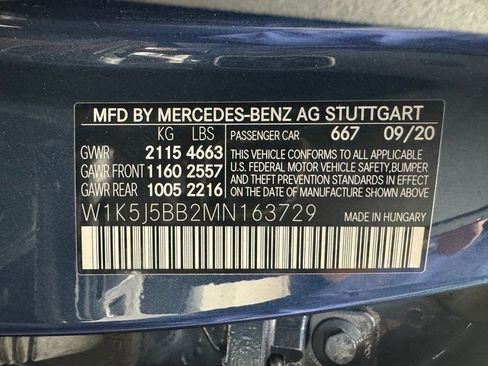 MFD BY MERCEDES-BENZ AG STUTTGART
KG LBS PASSENGER CAR 667 09/20
GVWR 2115 4663
GAWR FRONT 1160 2557
GAWR REAR 1005 2216
THIS VEHICLE CONFORMS TO ALL APPLICABLE
U.S. FEDERAL MOTOR VEHICLE SAFETY, BUMPER
AND THEFT PREVENTION STANDARDS IN EFFECT ON
THE DATE OF MANUFACTURE SHOWN ABOVE.
W1K5J5BB2MN163729 MADE IN HUNGARY